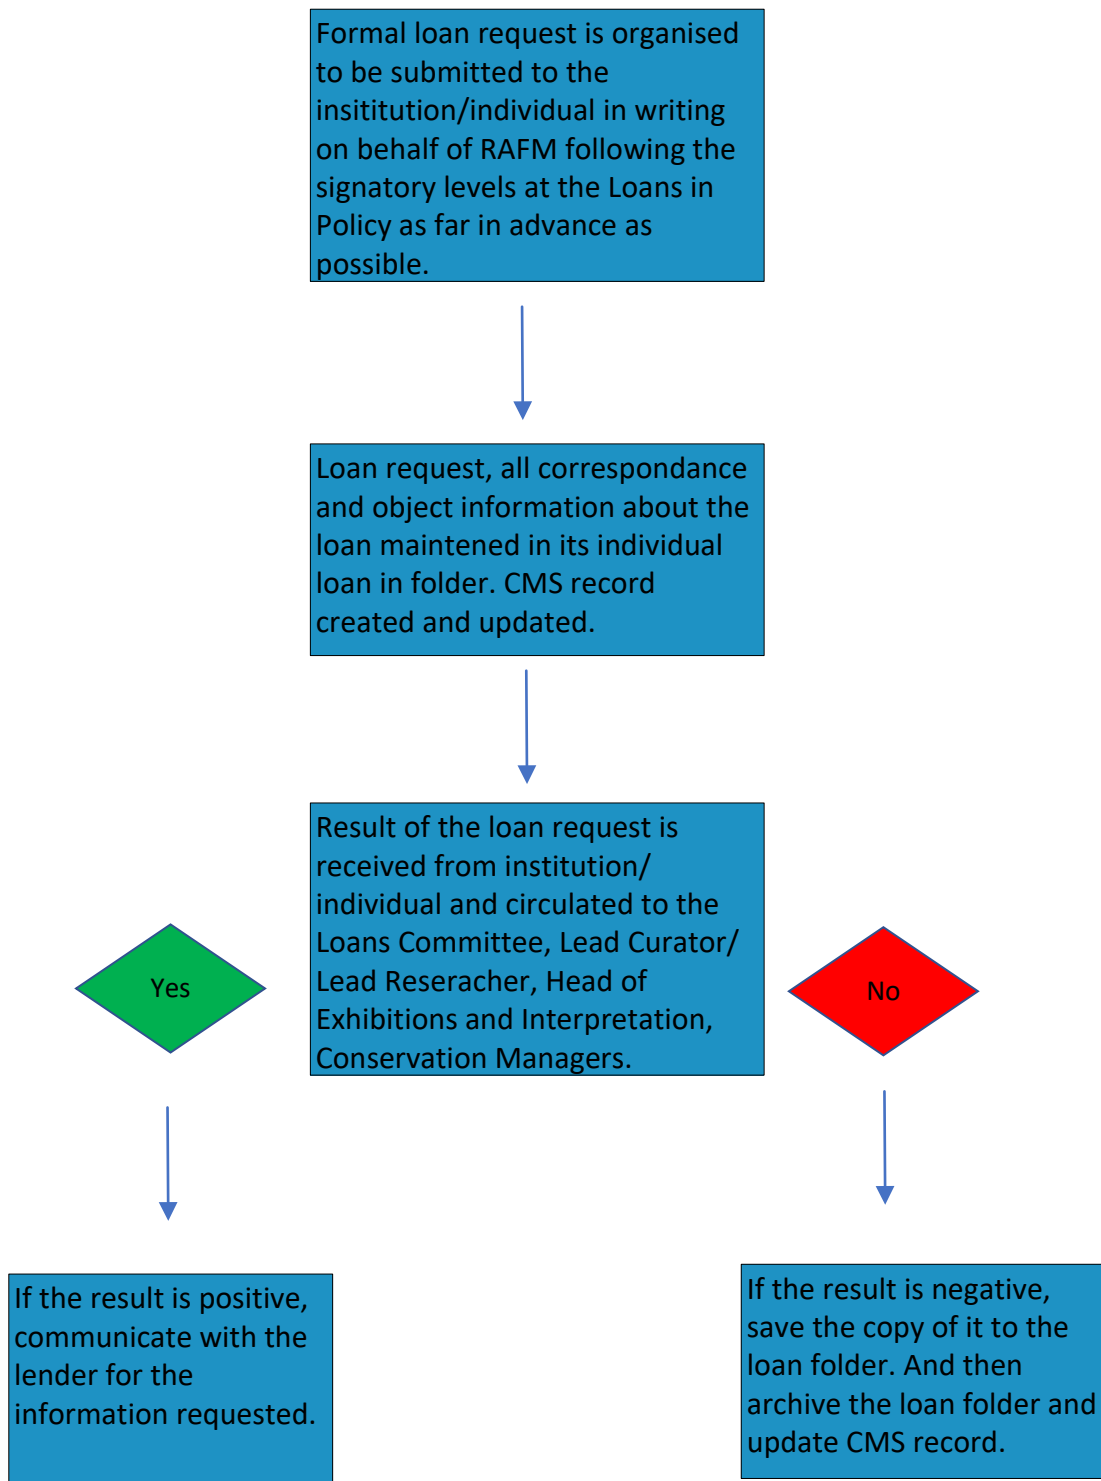 Formal loan request is organised
to be submitted to the
insititution/individual in writing
on behalf of RAFM following the
signatory levels at the Loans in
Policy as far in advance as
possible.
Loan request, all correspondance
and object information about the
loan maintened in its individual
loan in folder. CMS record
created and updated.
Result of the loan request is
received from institution/
individual and circulated to the
Loans Committee, Lead Curator/
Lead Reseracher, Head of
Exhibitions and Interpretation,
Conservation Managers.
Yes
No
If the result is positive,
communicate with the
lender for the
information requested.
If the result is negative,
save the copy of it to the
loan folder. And then
archive the loan folder and
update CMS record.